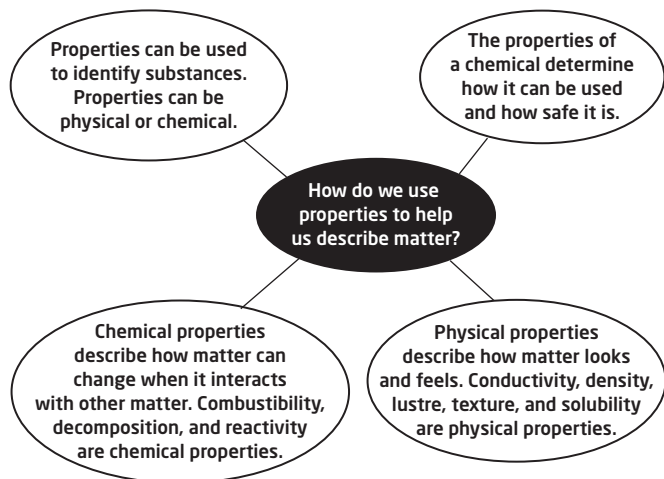 Properties can be used
to identify substances.
Properties can be
physical or chemical.
The properties of
a chemical determine
how it can be used
and how safe it is.
How do we use
properties to help
us describe matter?
Chemical properties
describe how matter can
change when it interacts
with other matter. Combustibility,
decomposition, and reactivity
are chemical properties.
Physical properties
describe how matter looks
and feels. Conductivity, density,
lustre, texture, and solubility
are physical properties.